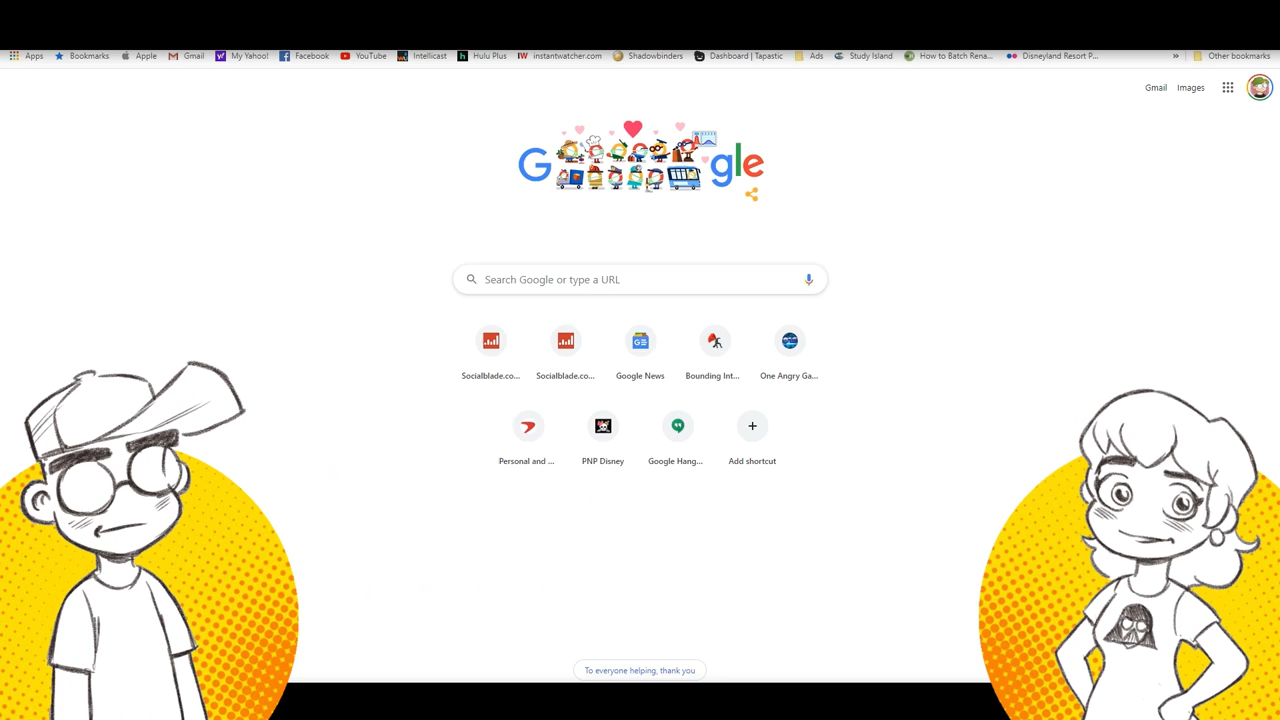 Apps Bookmarks Apple Gmail My Yahoo! Facebook YouTube Intellicast Hulu Plus instantwatcher.com Shadowbinders Dashboard | Tapastic Ads Study Island How to Batch Rena... Disneyland Resort P... » Other bookmarks
Gmail Images
Google
Search Google or type a URL
Socialblade.co... Socialblade.co... Google News Bounding Int... One Angry Ga...
Personal and ... PNP Disney Google Hang... Add shortcut
To everyone helping, thank you